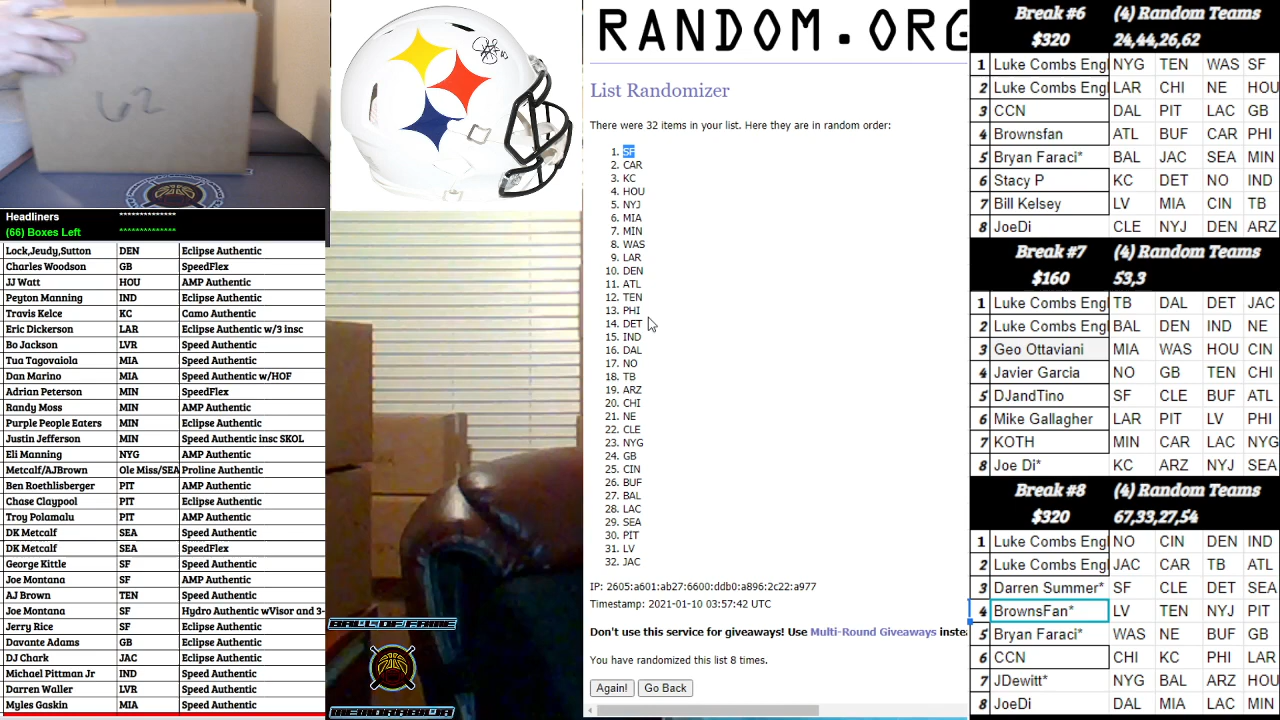 62
Headliners **************
(66) Boxes Left **************
Lock,Jeudy,Sutton DEN Eclipse Authentic
Charles Woodson GB SpeedFlex
JJ Watt HOU AMP Authentic
Peyton Manning IND Eclipse Authentic
Travis Kelce KC Camo Authentic
Eric Dickerson LAR Eclipse Authentic w/3 insc
Bo Jackson LVR Speed Authentic
Tua Tagovaiola MIA Speed Authentic
Dan Marino MIA Speed Authentic w/HOF
Adrian Peterson MIN SpeedFlex
Randy Moss MIN AMP Authentic
Purple People Eaters MIN Eclipse Authentic
Justin Jefferson MIN Speed Authentic insc SKOL
Eli Manning NYG AMP Authentic
Metcalf/AJBrown Ole Miss/SEA Proline Authentic
Ben Roethlisberger PIT AMP Authentic
Chase Claypool PIT Eclipse Authentic
Troy Polamalu PIT AMP Authentic
DK Metcalf SEA Speed Authentic
DK Metcalf SEA SpeedFlex
George Kittle SF Speed Authentic
Joe Montana SF AMP Authentic
AJ Brown TEN Speed Authentic
Joe Montana SF Hydro Authentic wVisor and 3-
Jerry Rice SF Eclipse Authentic
Davante Adams GB Eclipse Authentic
DJ Chark JAC Eclipse Authentic
Michael Pittman Jr IND Speed Authentic
Darren Waller LVR Speed Authentic
Myles Gaskin MIA Speed Authentic
BALL OF FAME
MEMORABILIA
RANDOM.ORG
List Randomizer
There were 32 items in your list. Here they are in random order:
1. SF
2. CAR
3. KC
4. HOU
5. NYJ
6. MIA
7. MIN
8. WAS
9. LAR
10. DEN
11. ATL
12. TEN
13. PHI
14. DET
15. IND
16. DAL
17. NO
18. TB
19. ARZ
20. CHI
21. NE
22. CLE
23. NYG
24. GB
25. CIN
26. BUF
27. BAL
28. LAC
29. SEA
30. PIT
31. LV
32. JAC
IP: 2605:a601:ab27:6600:ddb0:a896:2c22:a977
Timestamp: 2021-01-10 03:57:42 UTC
Don't use this service for giveaways! Use Multi-Round Giveaways inste
You have randomized this list 8 times.
Again! Go Back
Break #6 (4) Random Teams
$320 24,44,26,62
1 Luke Combs Engl NYG TEN WAS SF
2 Luke Combs Engl LAR CHI NE HOU
3 CCN DAL PIT LAC GB
4 Brownsfan ATL BUF CAR PHI
5 Bryan Faraci* BAL JAC SEA MIN
6 Stacy P KC DET NO IND
7 Bill Kelsey LV MIA CIN TB
8 JoeDi CLE NYJ DEN ARZ
Break #7 (4) Random Teams
$160 53,3
1 Luke Combs Engl TB DAL DET JAC
2 Luke Combs Engl BAL DEN IND NE
3 Geo Ottaviani MIA WAS HOU CIN
4 Javier Garcia NO GB TEN CHI
5 DJandTino SF CLE BUF ATL
6 Mike Gallagher LAR PIT LV PHI
7 KOTH MIN CAR LAC NYG
8 Joe Di* KC ARZ NYJ SEA
Break #8 (4) Random Teams
$320 67,33,27,54
1 Luke Combs Engl NO CIN DEN IND
2 Luke Combs Engl JAC CAR TB ATL
3 Darren Summer* SF CLE DET SEA
4 BrownsFan* LV TEN NYJ PIT
5 Bryan Faraci* WAS NE BUF GB
6 CCN CHI KC PHI LAR
7 JDewitt* NYG BAL ARZ HOU
8 JoeDi DAL MIA LAC MIN